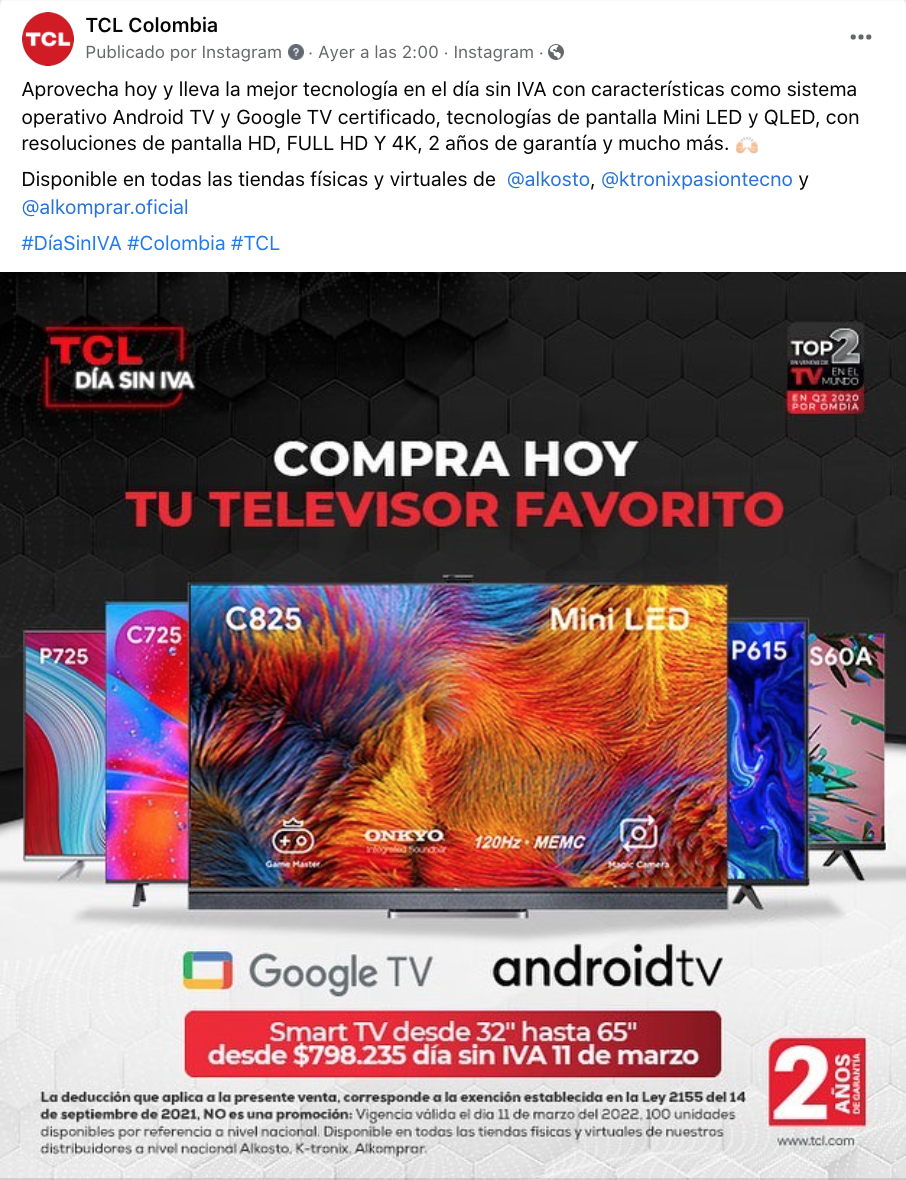 TCL
TCL Colombia
Publicado por Instagram · Ayer a las 2:00 · Instagram ·
Aprovecha hoy y lleva la mejor tecnología en el día sin IVA con características como sistema
operativo Android TV y Google TV certificado, tecnologías de pantalla Mini LED y QLED, con
resoluciones de pantalla HD, FULL HD Y 4K, 2 años de garantía y mucho más. 🙌🏻
Disponible en todas las tiendas físicas y virtuales de @alkosto, @ktronixpasiontecno y
@alkomprar.oficial
#DíaSinIVA #Colombia #TCL
TCL
DÍA SIN IVA
TOP 2
EN VENTAS DE
TV EN EL
MUNDO
EN Q2 2020
POR OMDIA
COMPRA HOY
TU TELEVISOR FAVORITO
P725
C725
C825
Mini LED
P615
S60A
Game Master
ONKYO
Integrated Soundbar
120Hz · MEMC
Magic Camera
Google TV
androidtv
Smart TV desde 32" hasta 65"
desde $798.235 día sin IVA 11 de marzo
La deducción que aplica a la presente venta, corresponde a la exención establecida en la Ley 2155 del 14
de septiembre de 2021, NO es una promoción: Vigencia válida el día 11 de marzo del 2022, 100 unidades
disponibles por referencia a nivel nacional. Disponible en todas las tiendas físicas y virtuales de nuestros
distribuidores a nivel nacional Alkosto, K-tronix, Alkomprar.
2 AÑOS
DE GARANTÍA
www.tcl.com